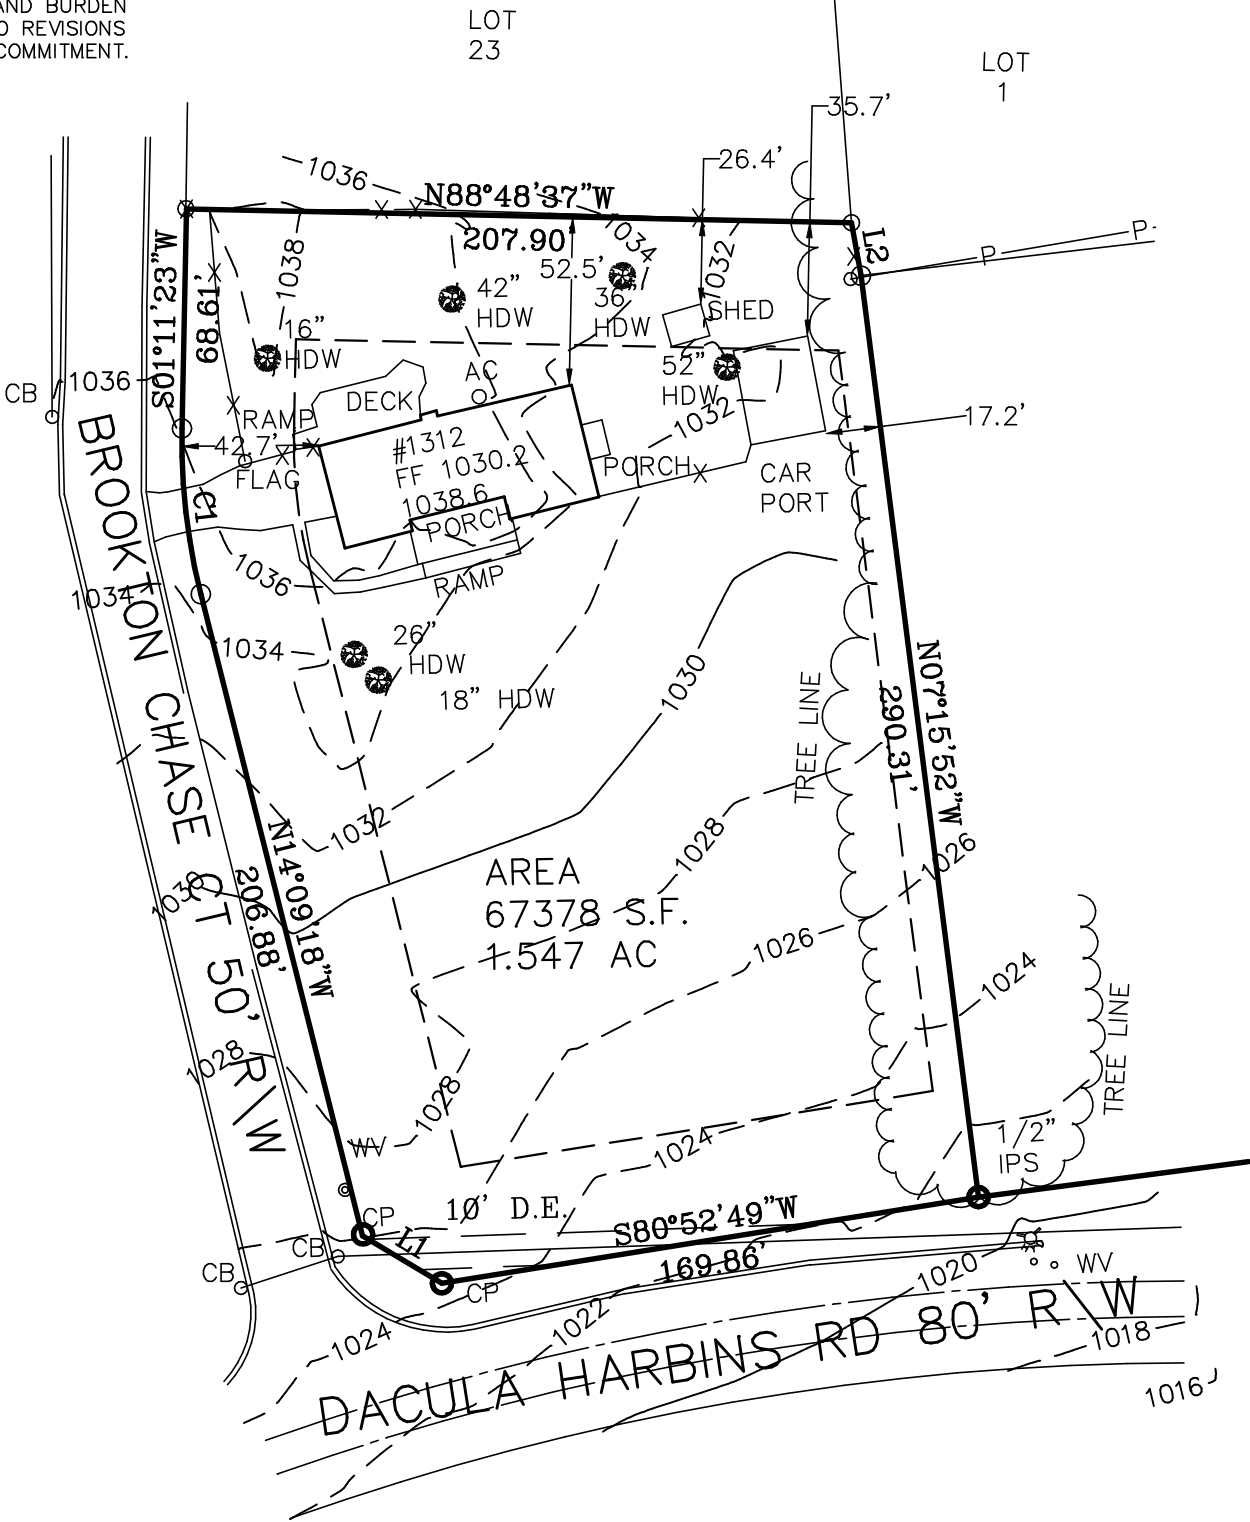 AND BURDEN
O REVISIONS
COMMITMENT.
LOT
23
LOT
1
35.7'
26.4'
1036
N88°48'37"W
207.90
1034
1032
1038
S01°11'23"W
68.61'
L2
P
P
52.5'
42"
HDW
36"
HDW
SHED
16"
HDW
52"
HDW
AC
1036
CB
DECK
RAMP
42.7'
FLAG
#1312
FF 1030.2
1038.6
PORCH
PORCH
1032
CAR
PORT
17.2'
C1
RAMP
1036
1034
1034
26"
HDW
18" HDW
1030
TREE LINE
N07°15'52"W
290.31'
BROOKTON CHASE CT 50' R\W
1032
1028
1026
N14°09'18"W
206.88'
1030
AREA
67378 S.F.
1.547 AC
1026
1024
TREE LINE
1028
1028
WV
1024
1/2"
IPS
10' D.E.
CP
L1
CB
CB
CP
S80°52'49"W
169.86'
WV
1020
1022
1024
1018
1016
DACULA HARBINS RD 80' R\W